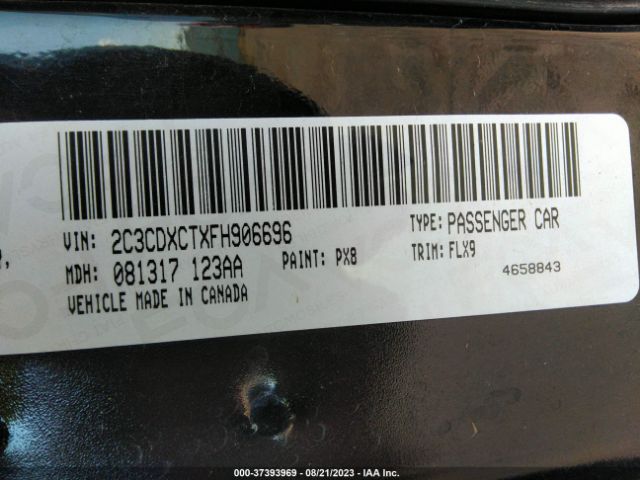 VIN: 2C3CDXCTXFH906696
TYPE: PASSENGER CAR
MDH: 081317 123AA
PAINT: PX8
TRIM: FLX9
VEHICLE MADE IN CANADA
4658843
000-37393969 - 08/21/2023 - IAA Inc.